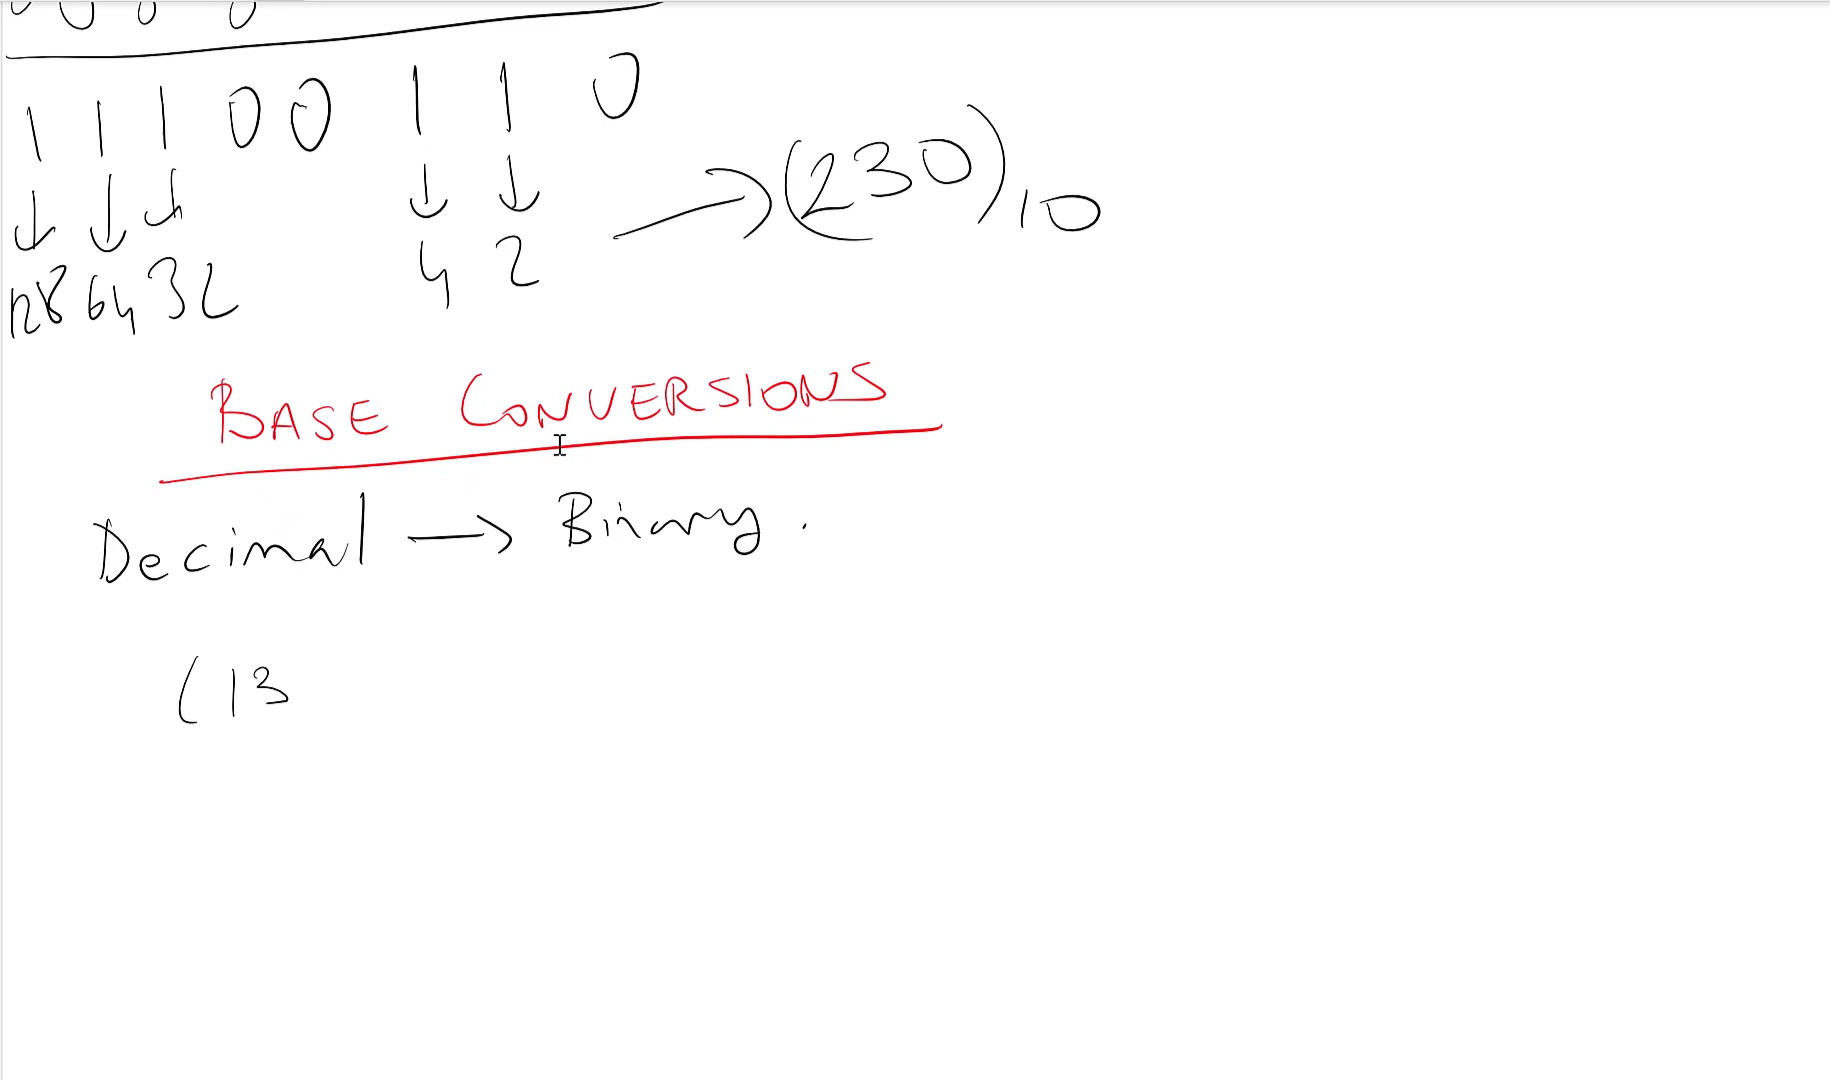 1 1 1 0 0 1 1 0
128 64 32 4 2 → (230)10
BASE CONVERSIONS
Decimal → Binary.
(13